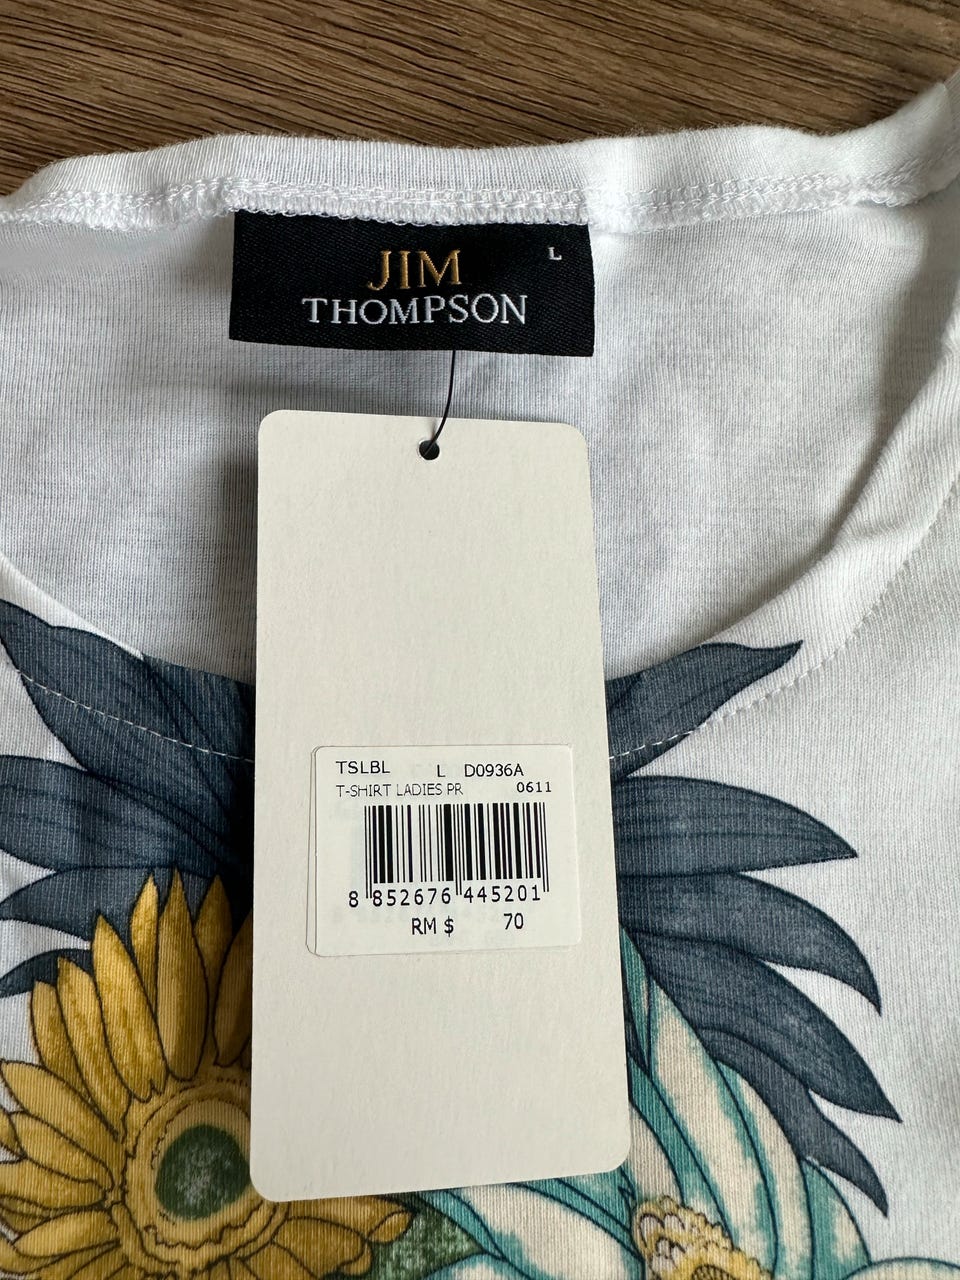 JIM L
THOMPSON
TSLBL L D0936A
T-SHIRT LADIES PR 0611
8 852676 445201
RM $ 70